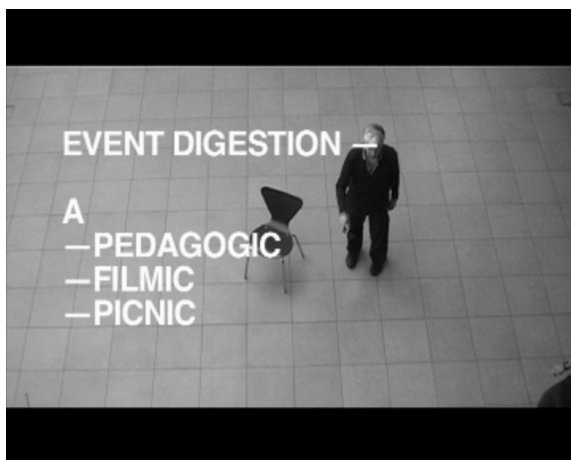 EVENT DIGESTION —
A
—PEDAGOGIC
—FILMIC
—PICNIC